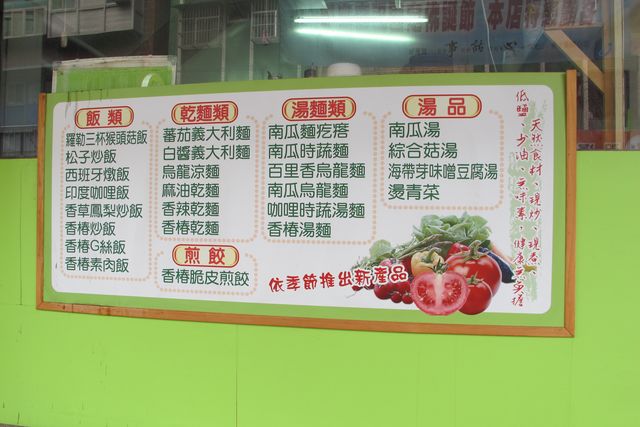 飯類
羅勒三杯猴頭菇飯
松子炒飯
西班牙燉飯
印度咖哩飯
香草鳳梨炒飯
香椿炒飯
香椿G絲飯
香椿素肉飯
乾麵類
蕃茄義大利麵
白醬義大利麵
烏龍涼麵
麻油乾麵
香辣乾麵
香椿乾麵
煎餃
香椿脆皮煎餃
湯麵類
南瓜麵疙瘩
南瓜時蔬麵
百里香烏龍麵
南瓜烏龍麵
咖哩時蔬湯麵
香椿湯麵
湯品
南瓜湯
綜合菇湯
海帶芽味噌豆腐湯
燙青菜
依季節推出新產品
天然食材、現炒、現煮、
低鹽、少油、無味素，健康無負擔